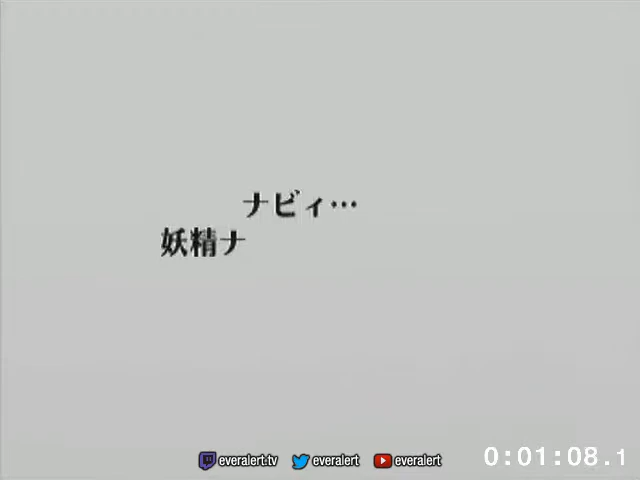 ナビィ…
妖精ナ
everalert.tv everalert everalert
0:01:08.1